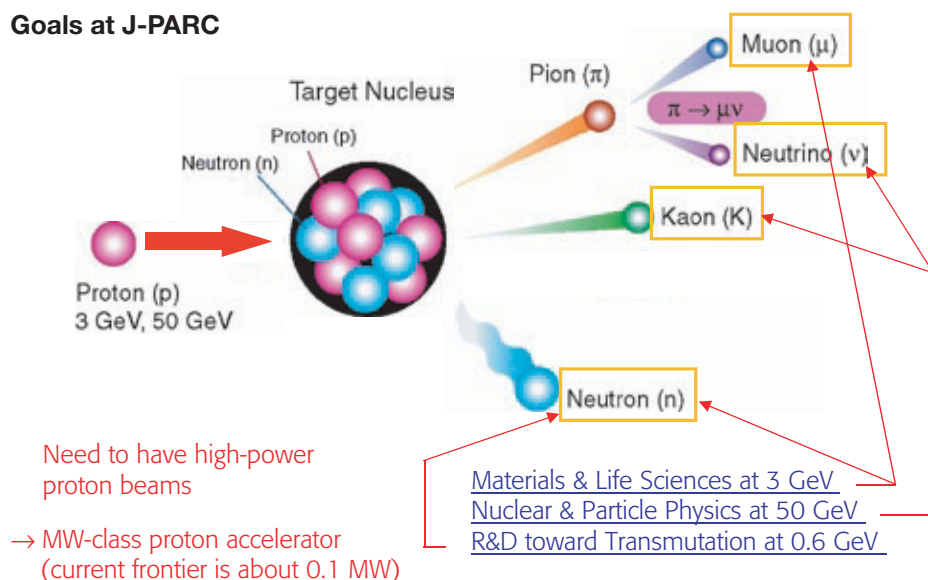 Goals at J-PARC
Muon (μ)
Pion (π)
Target Nucleus
π → μν
Proton (p)
Neutron (n)
Neutrino (ν)
Kaon (K)
Proton (p)
3 GeV, 50 GeV
Neutron (n)
Need to have high-power
proton beams
→ MW-class proton accelerator
(current frontier is about 0.1 MW)
Materials & Life Sciences at 3 GeV
Nuclear & Particle Physics at 50 GeV
R&D toward Transmutation at 0.6 GeV